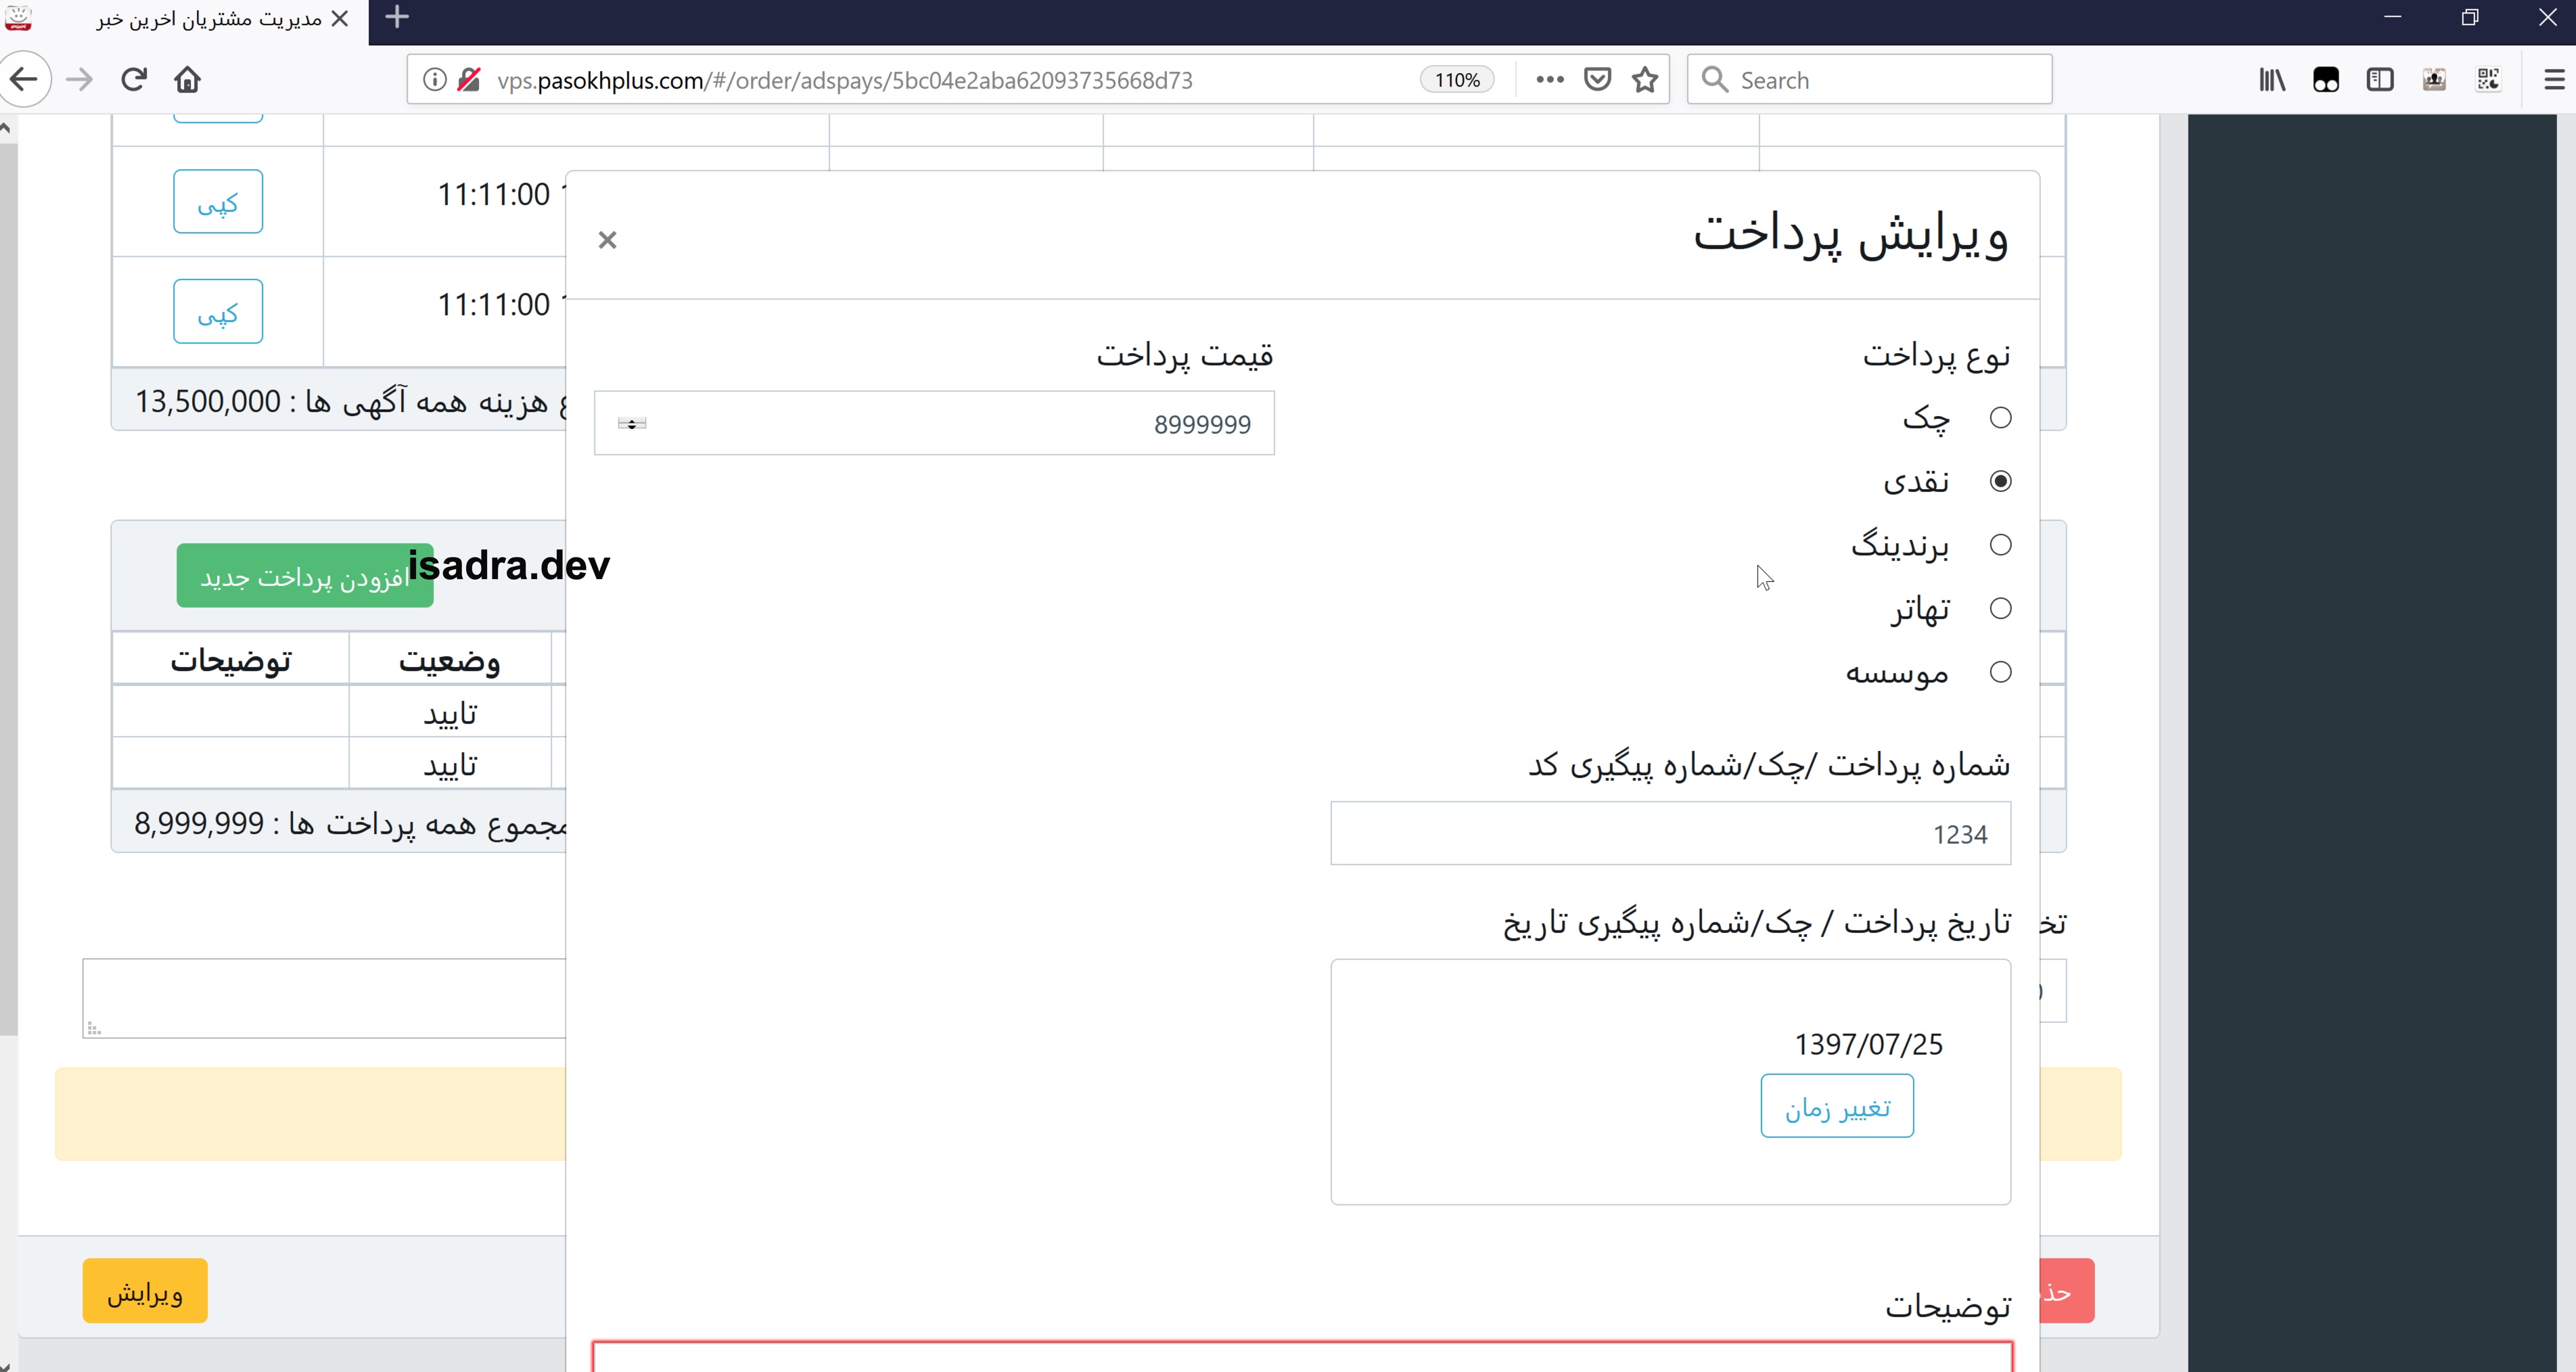 مدیریت مشتریان اخرین خبر
vps.pasokhplus.com/#/order/adspays/5bc04e2aba62093735668d73
110%
Search
کپی
11:11:00
کپی
11:11:00
هزینه همه آگهی ها : 13,500,000
ویرایش پرداخت
×
نوع پرداخت
چک
نقدی
برندینگ
تهاتر
موسسه
قیمت پرداخت
8999999
شماره پرداخت /چک/شماره پیگیری کد
1234
تاریخ پرداخت / چک/شماره پیگیری تاریخ
1397/07/25
تغییر زمان
توضیحات
افزودن پرداخت جدید
isadra.dev
وضعیت توضیحات
تایید
تایید
مجموع همه پرداخت ها : 8,999,999
تخ
حذ
ویرایش